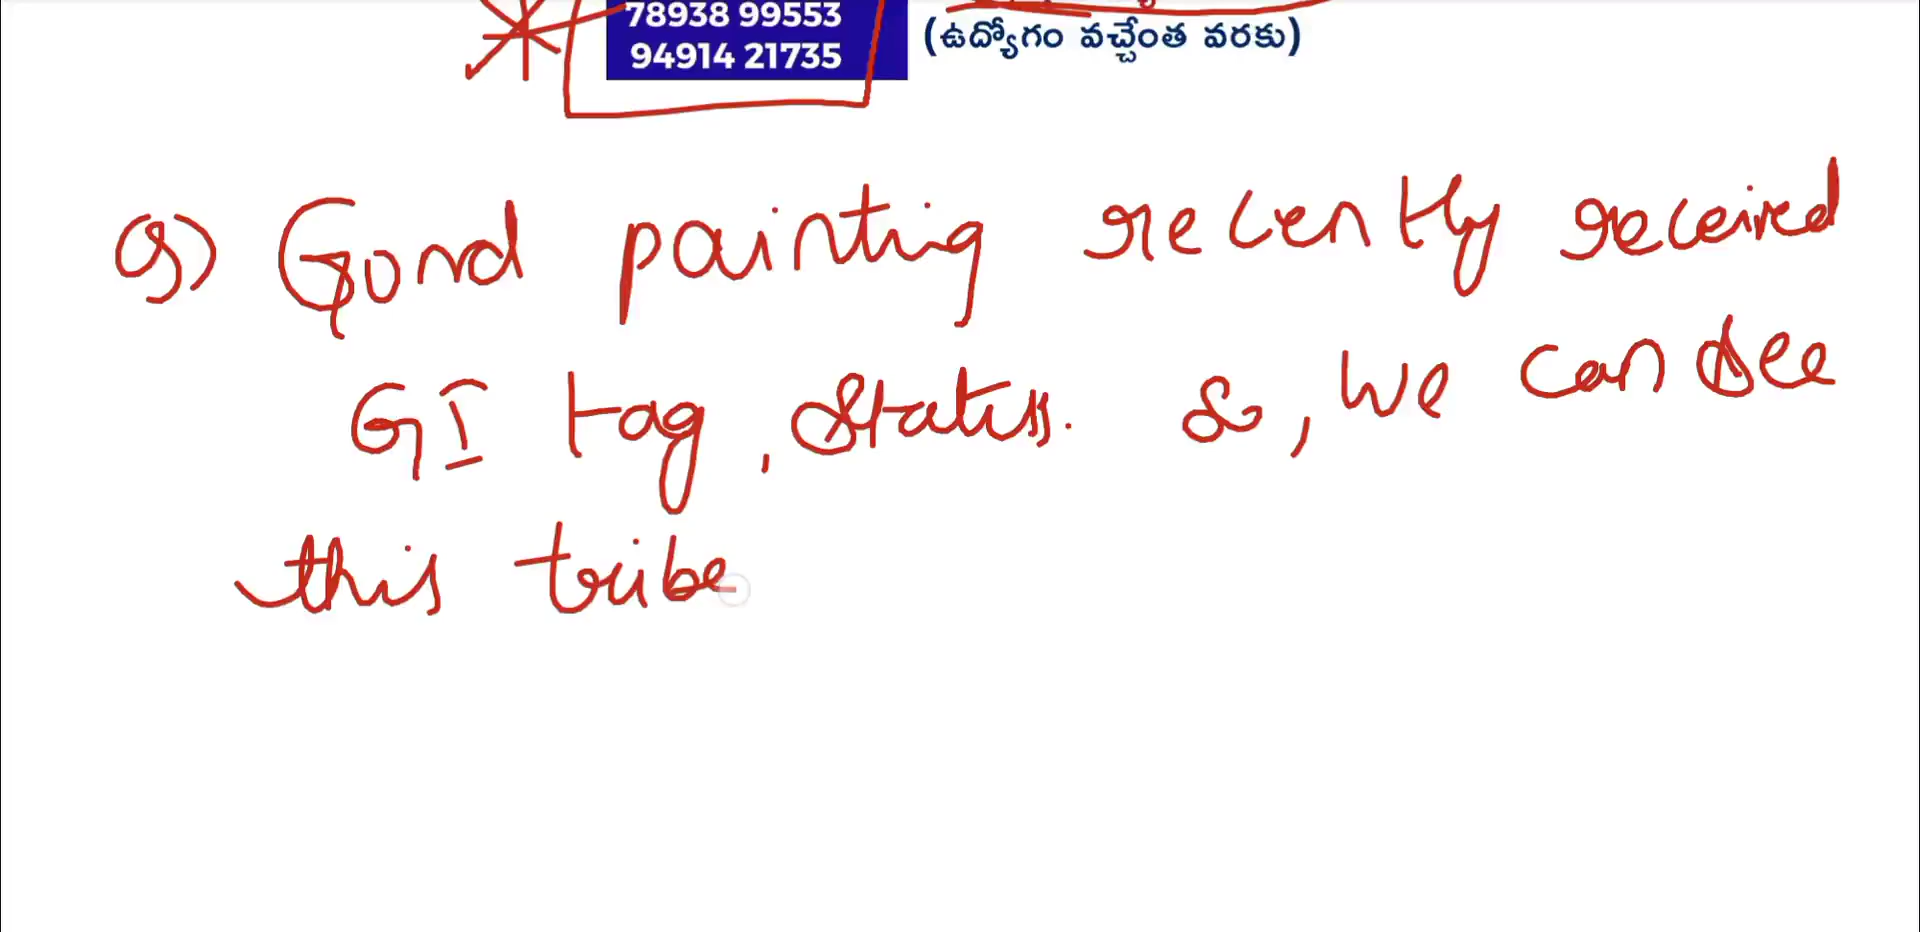 78938 99553
94914 21735
(ఉద్యోగం వచ్చేంత వరకు)
Q) Gond painting recently received
GI tag, status. So, we can see
this tribe